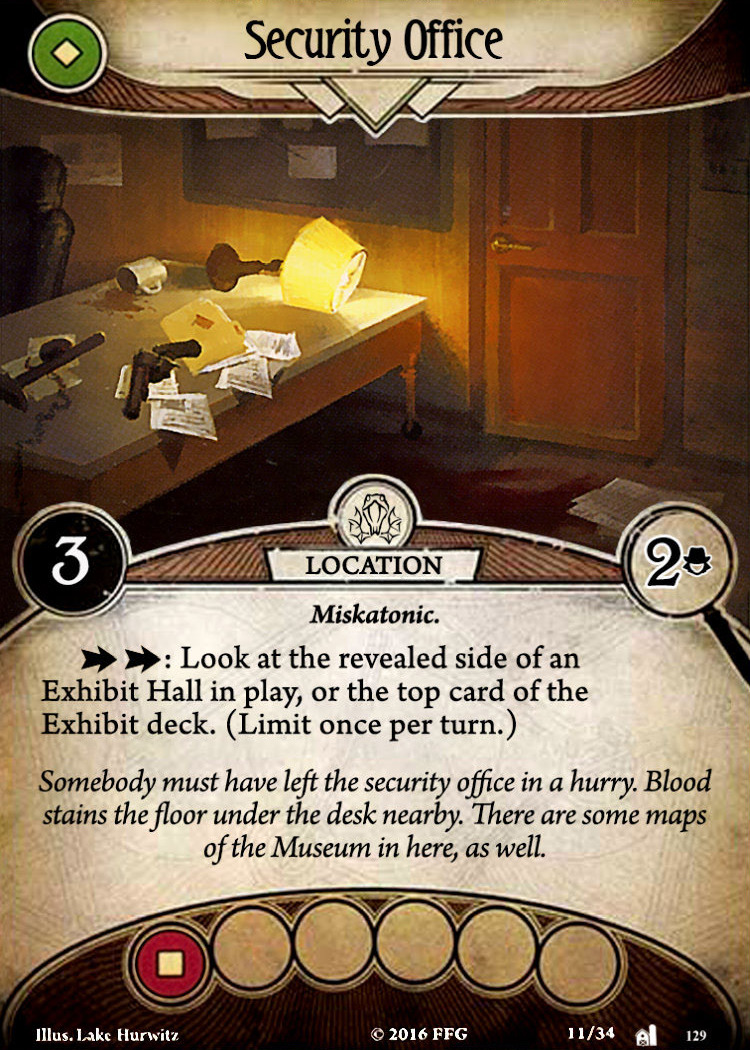 Security Office
3
LOCATION
2
Miskatonic.
: Look at the revealed side of an
Exhibit Hall in play, or the top card of the
Exhibit deck. (Limit once per turn.)
Somebody must have left the security office in a hurry. Blood
stains the floor under the desk nearby. There are some maps
of the Museum in here, as well.
Illus. Lake Hurwitz © 2016 FFG 11/34 129